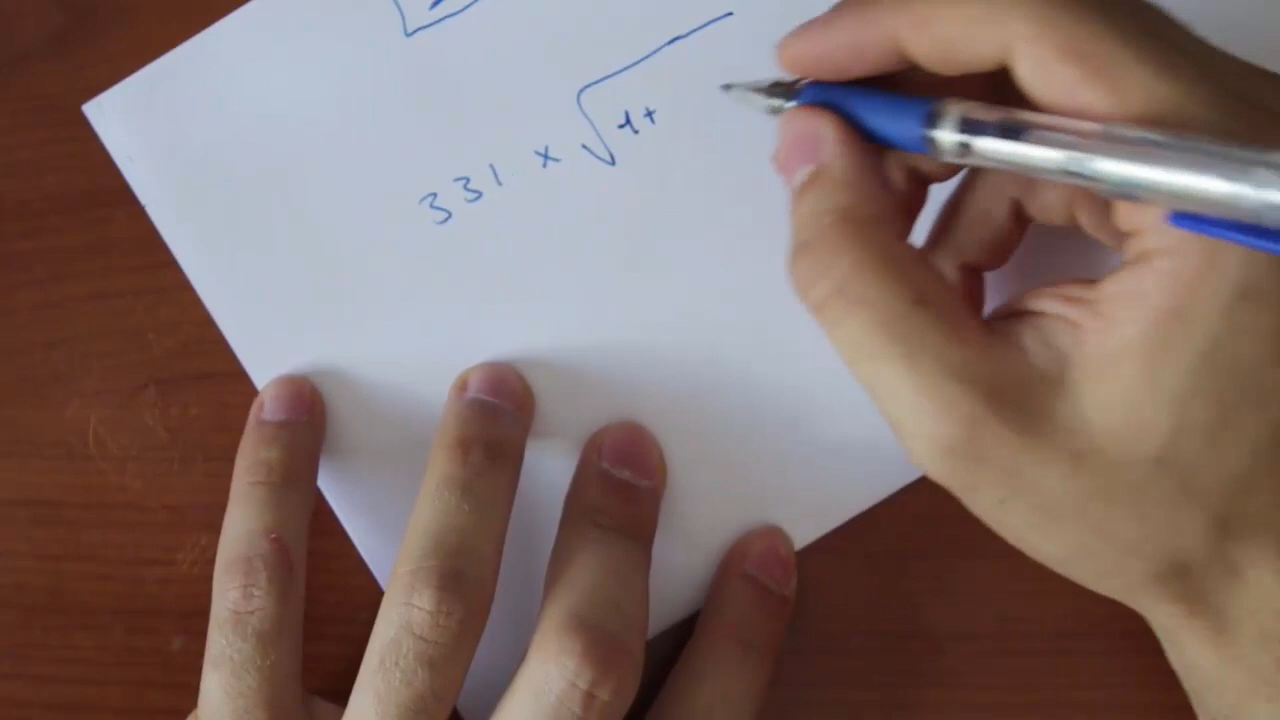 331 × √1+